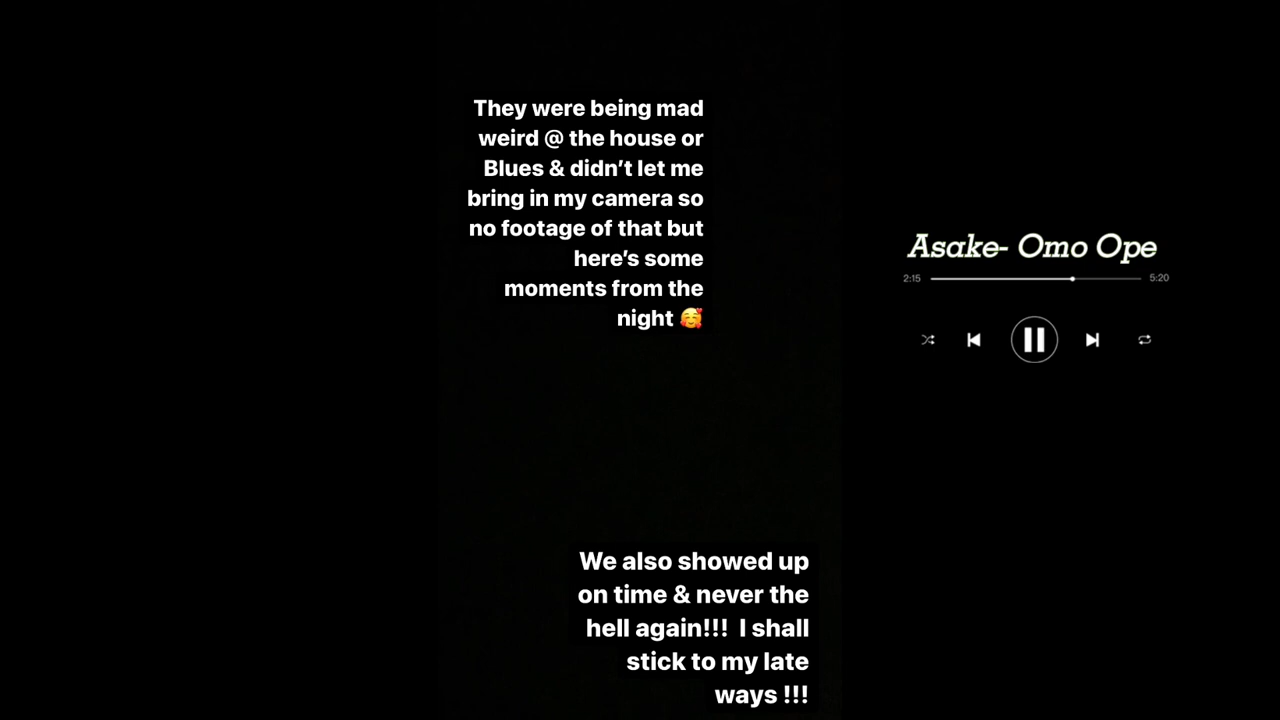 They were being mad
weird @ the house or
Blues & didn’t let me
bring in my camera so
no footage of that but
here’s some
moments from the
night 🥰
Asake- Omo Ope
2:15
5:20
We also showed up
on time & never the
hell again!!! I shall
stick to my late
ways !!!